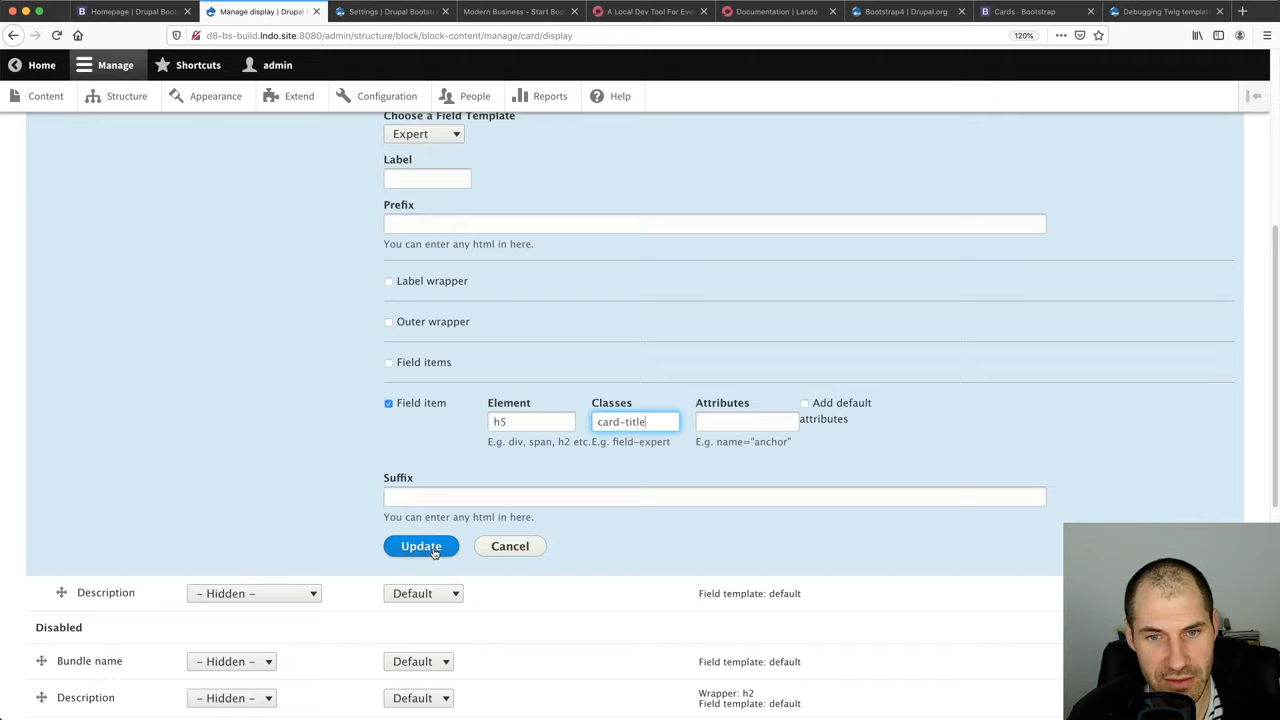 Homepage | Drupal Boots
Manage display | Drupal B
Settings | Drupal Bootstra
Modern Business - Start Boo
A Local Dev Tool For Eve
Documentation | Lando
Bootstrap4 | Drupal.org
Cards · Bootstrap
Debugging Twig template
d8-bs-build.lndo.site:8080/admin/structure/block/block-content/manage/card/display
120%
Home
Manage
Shortcuts
admin
Content
Structure
Appearance
Extend
Configuration
People
Reports
Help
Choose a Field Template
Expert
Label
Prefix
You can enter any html in here.
Label wrapper
Outer wrapper
Field items
Field item
Element
Classes
Attributes
Add default attributes
h5
card-title
E.g. div, span, h2 etc.
E.g. field-expert
E.g. name="anchor"
Suffix
You can enter any html in here.
Update
Cancel
Description
- Hidden -
Default
Field template: default
Disabled
Bundle name
- Hidden -
Default
Field template: default
Description
- Hidden -
Default
Wrapper: h2
Field template: default